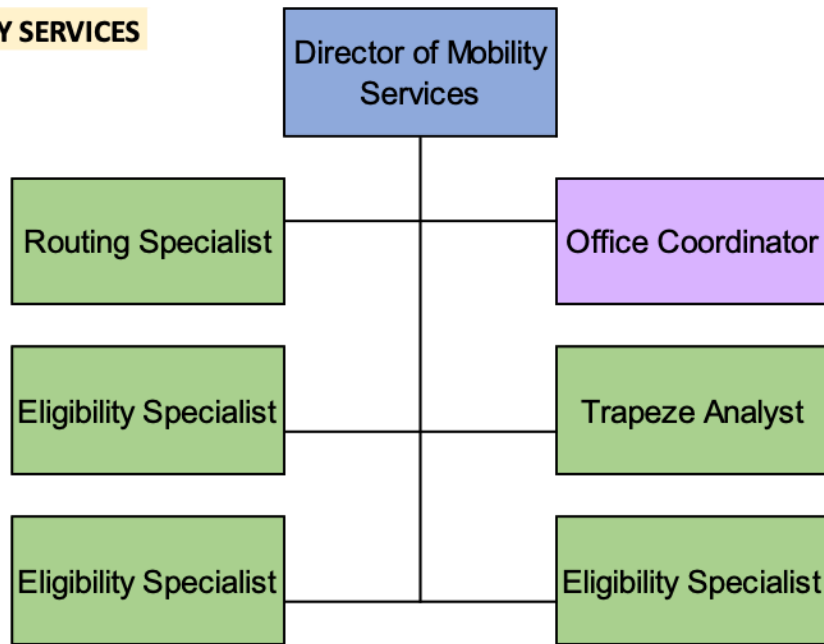 Y SERVICES
Director of Mobility
Services
Routing Specialist
Office Coordinator
Eligibility Specialist
Trapeze Analyst
Eligibility Specialist
Eligibility Specialist